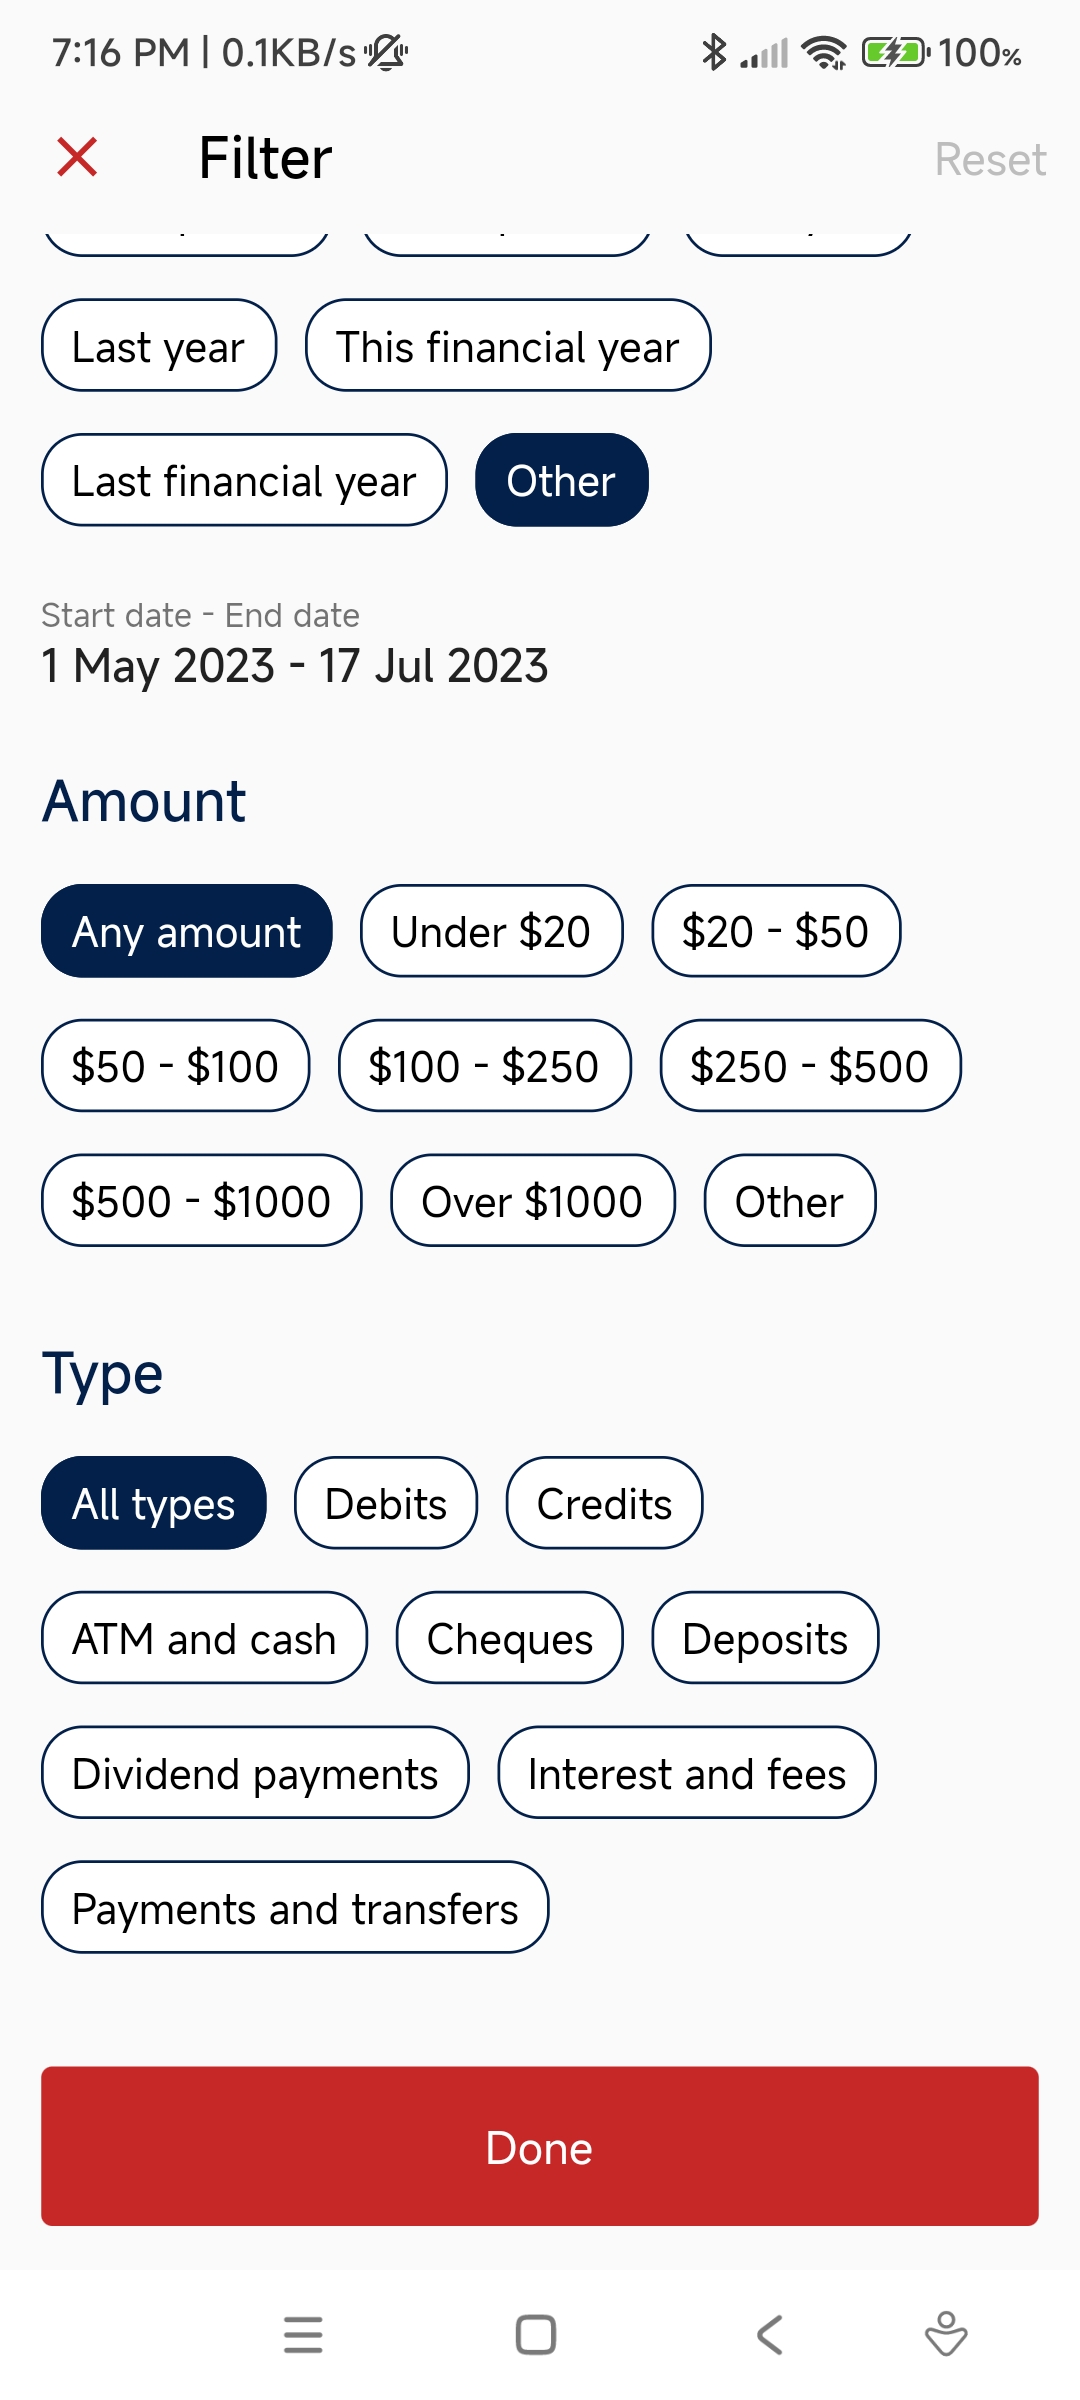 7:16 PM | 0.1KB/s 100%
Filter Reset
Last year This financial year
Last financial year Other
Start date - End date
1 May 2023 - 17 Jul 2023
Amount
Any amount Under $20 $20 - $50
$50 - $100 $100 - $250 $250 - $500
$500 - $1000 Over $1000 Other
Type
All types Debits Credits
ATM and cash Cheques Deposits
Dividend payments Interest and fees
Payments and transfers
Done